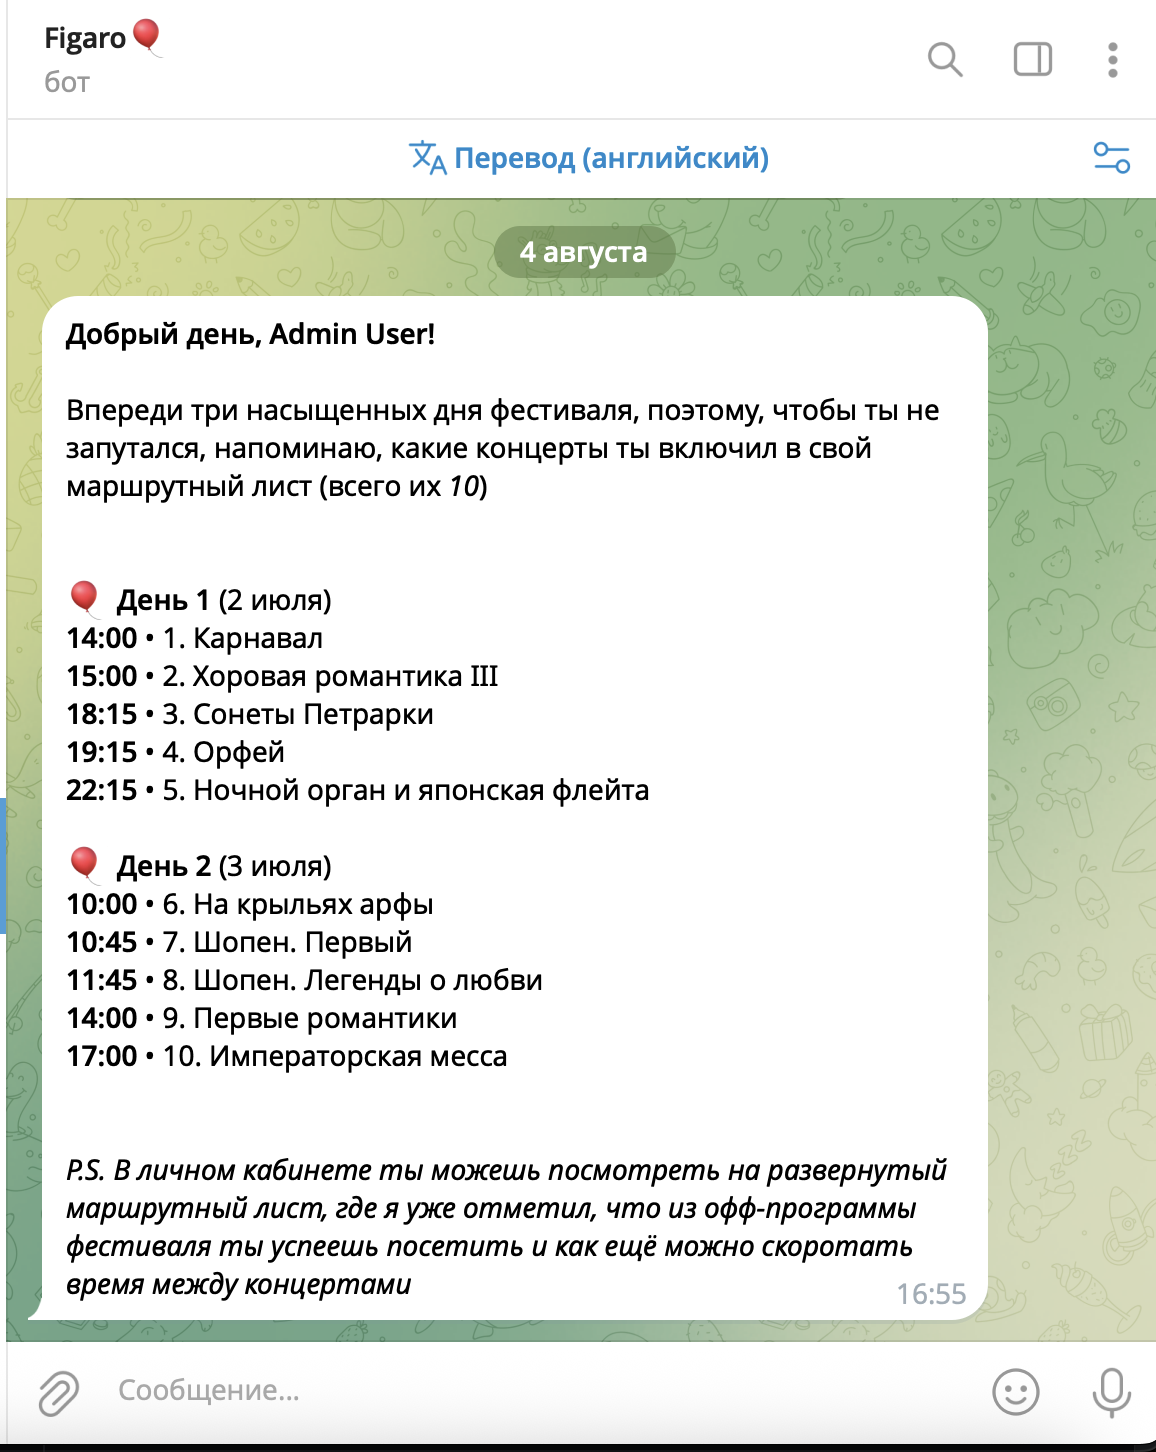 Figaro🎈
бот
Перевод (английский)
4 августа
Добрый день, Admin User!
Впереди три насыщенных дня фестиваля, поэтому, чтобы ты не
запутался, напоминаю, какие концерты ты включил в свой
маршрутный лист (всего их 10)
🎈 День 1 (2 июля)
14:00 • 1. Карнавал
15:00 • 2. Хоровая романтика III
18:15 • 3. Сонеты Петрарки
19:15 • 4. Орфей
22:15 • 5. Ночной орган и японская флейта
🎈 День 2 (3 июля)
10:00 • 6. На крыльях арфы
10:45 • 7. Шопен. Первый
11:45 • 8. Шопен. Легенды о любви
14:00 • 9. Первые романтики
17:00 • 10. Императорская месса
P.S. В личном кабинете ты можешь посмотреть на развернутый
маршрутный лист, где я уже отметил, что из офф-программы
фестиваля ты успеешь посетить и как ещё можно скоротать
время между концертами
16:55
Сообщение...